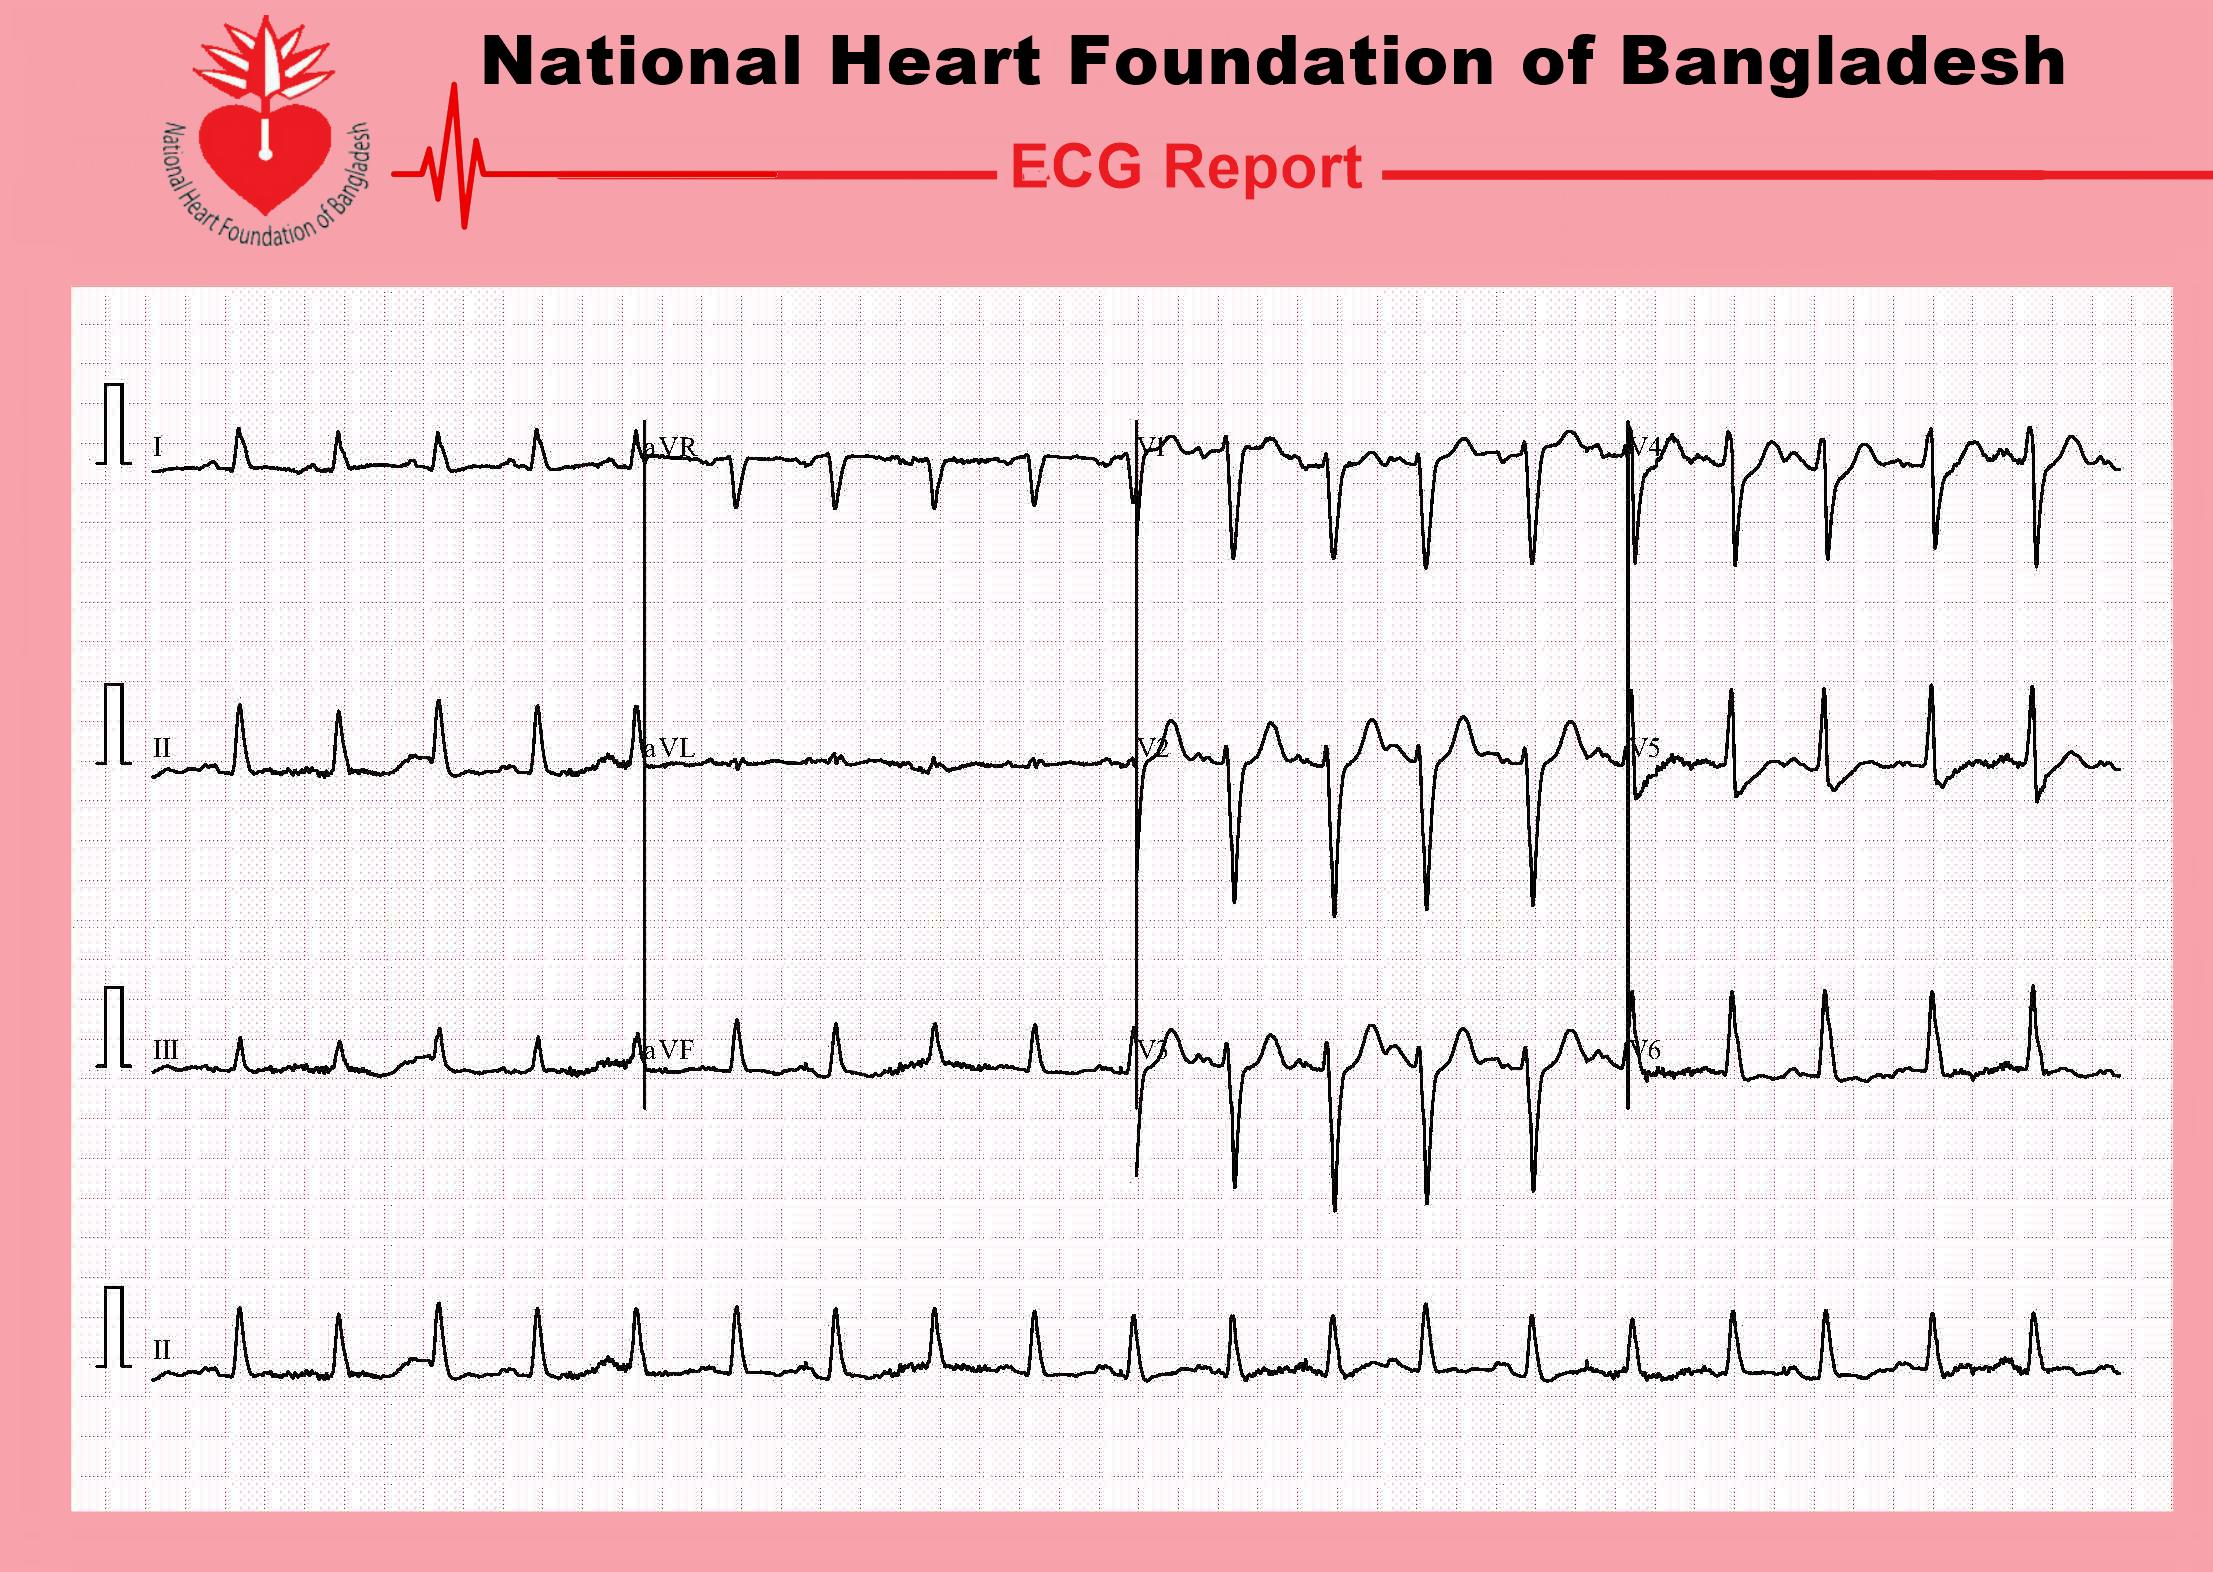 National Heart Foundation of Bangladesh
National Heart Foundation of Bangladesh
ECG Report
I aVR V1 V4
II aVL V2 V5
III aVF V3 V6
II